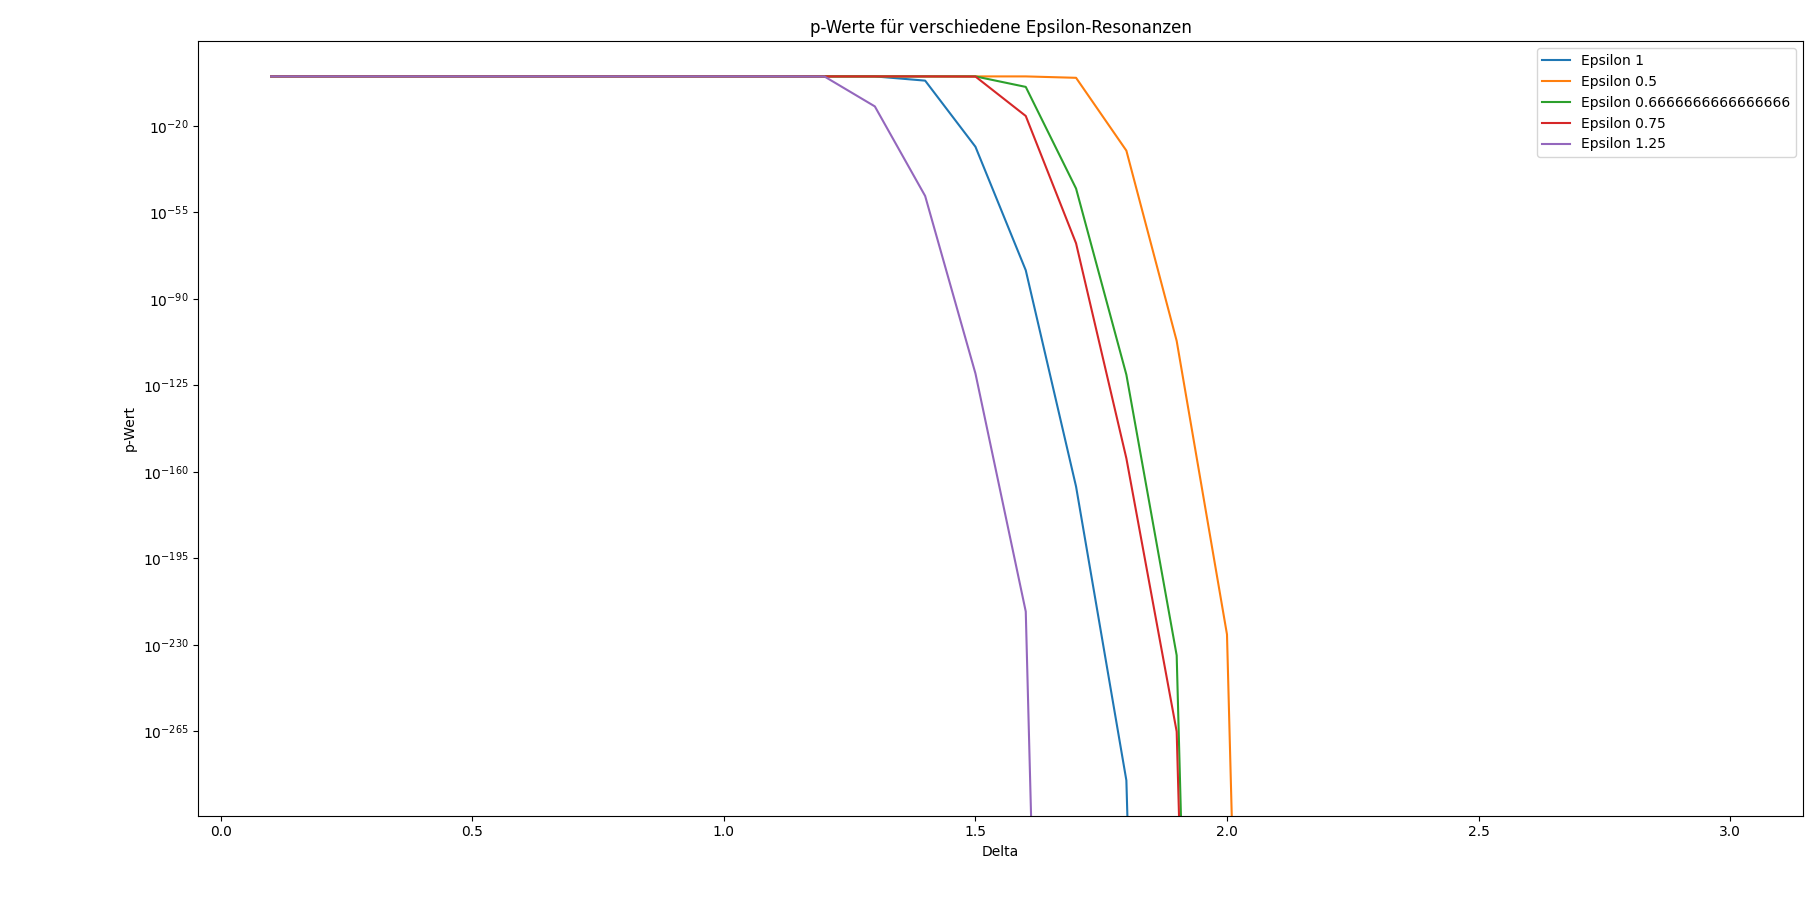 p-Werte für verschiedene Epsilon-Resonanzen
Epsilon 1
Epsilon 0.5
Epsilon 0.6666666666666666
Epsilon 0.75
Epsilon 1.25
p-Wert
10⁻²⁰
10⁻⁵⁵
10⁻⁹⁰
10⁻¹²⁵
10⁻¹⁶⁰
10⁻¹⁹⁵
10⁻²³⁰
10⁻²⁶⁵
0.0 0.5 1.0 1.5 2.0 2.5 3.0
Delta